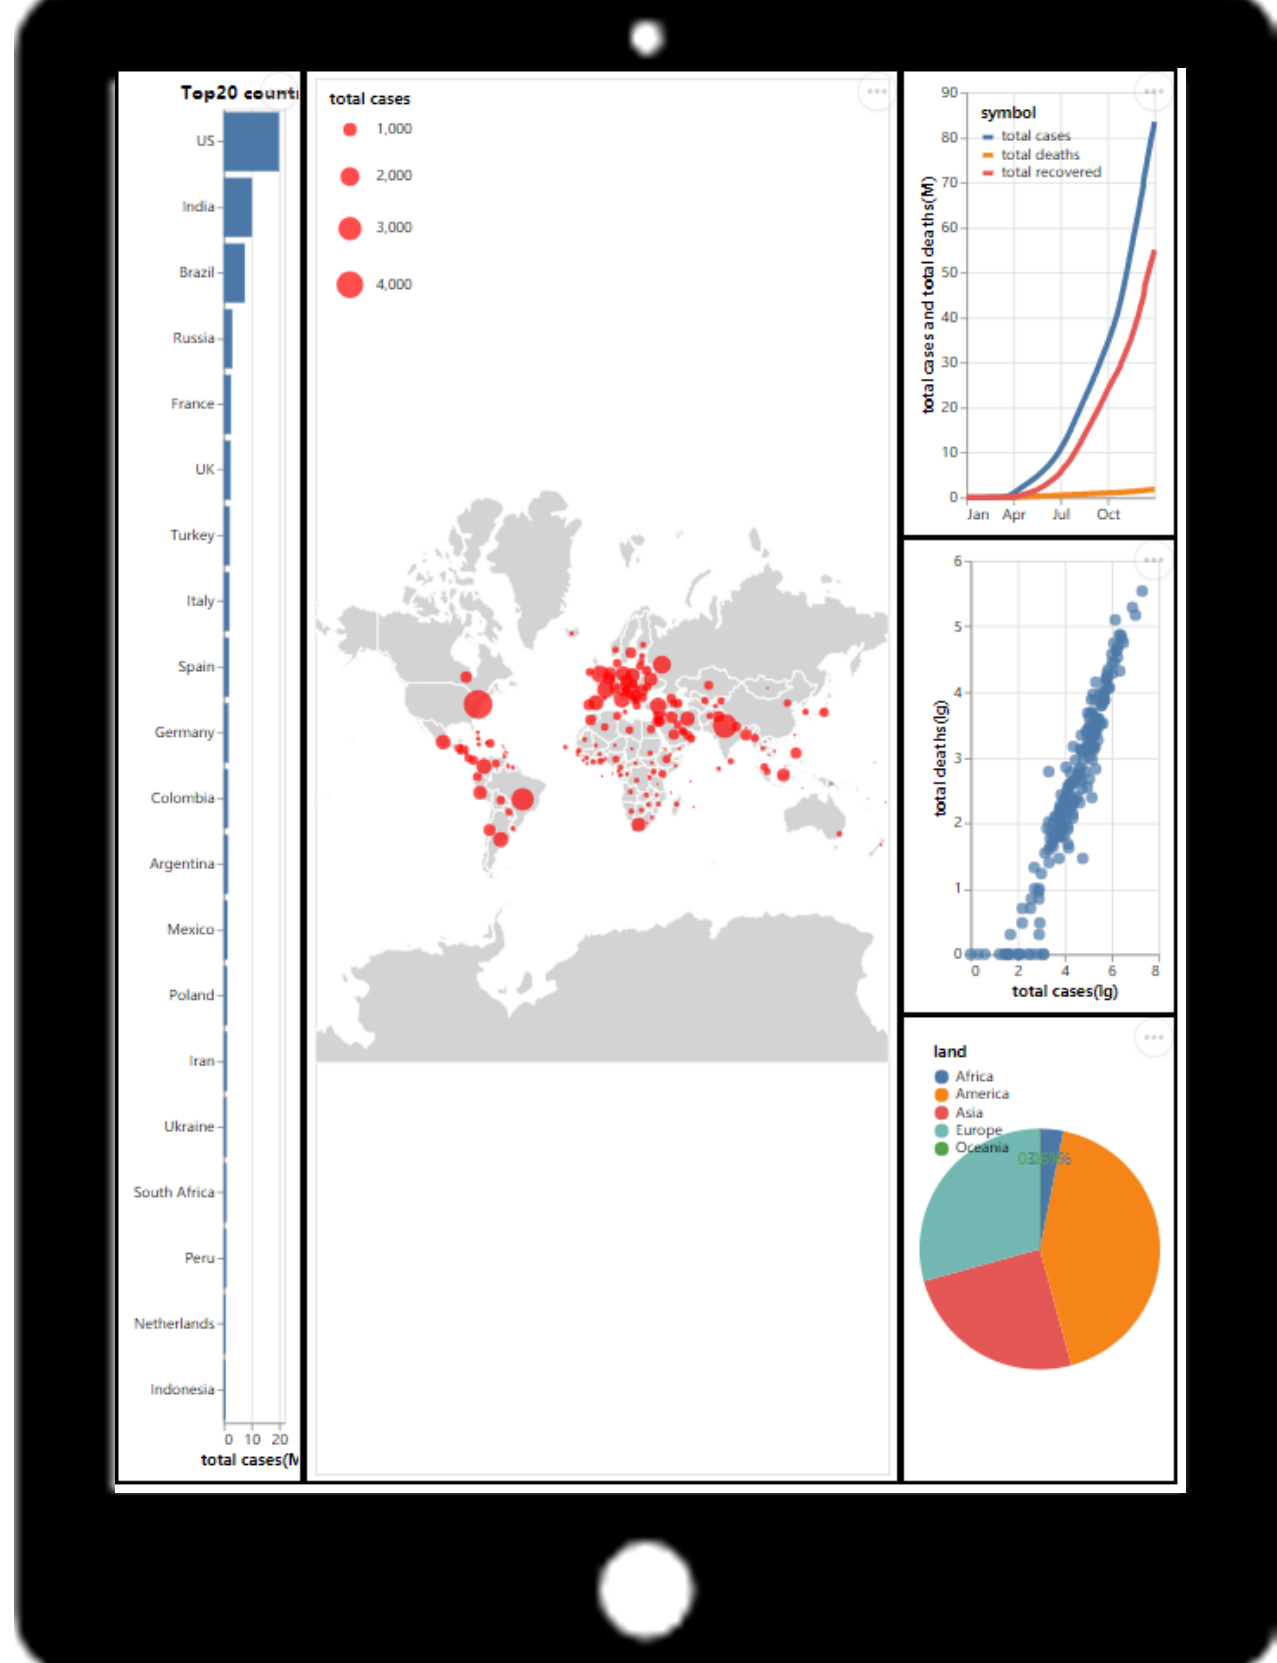 Top20 countr
US
India
Brazil
Russia
France
UK
Turkey
Italy
Spain
Germany
Colombia
Argentina
Mexico
Poland
Iran
Ukraine
South Africa
Peru
Netherlands
Indonesia
0 10 20
total cases(M
total cases
1,000
2,000
3,000
4,000
total cases and total deaths(M)
90
80
70
60
50
40
30
20
10
0
symbol
total cases
total deaths
total recovered
Jan Apr Jul Oct
total deaths(lg)
6
5
4
3
2
1
0
0 2 4 6 8
total cases(lg)
land
Africa
America
Asia
Europe
Oceania